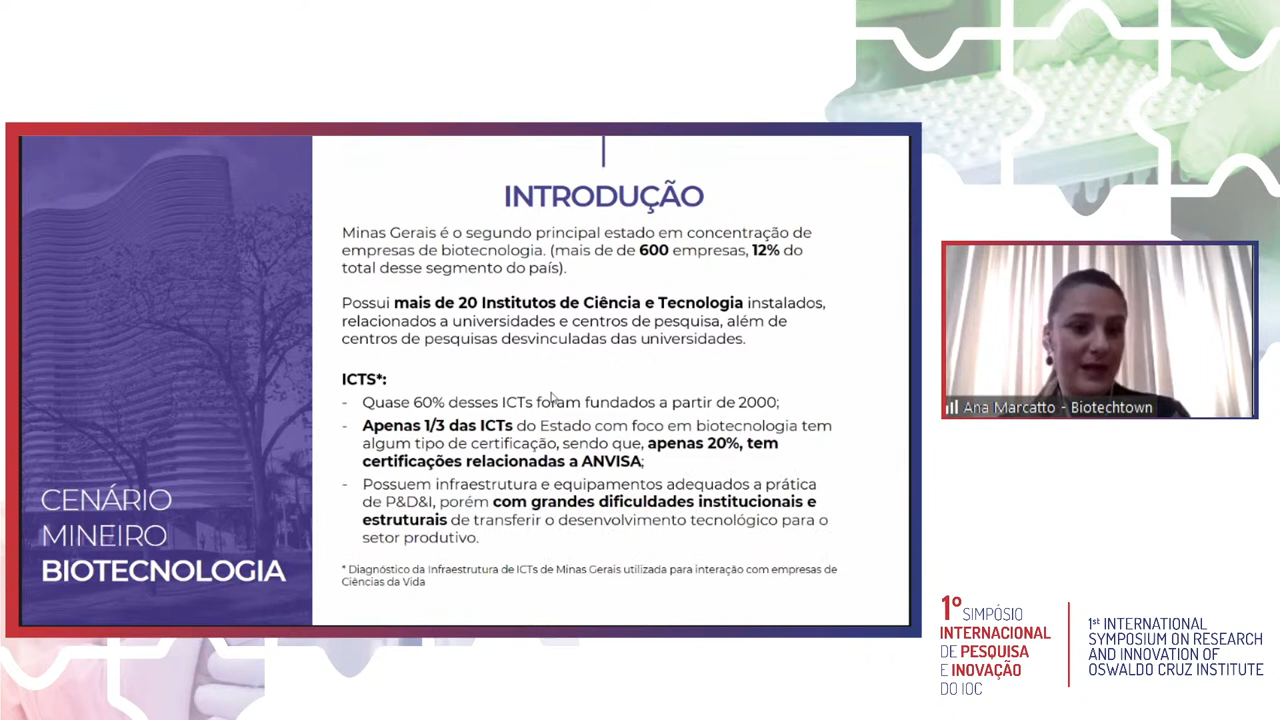 INTRODUÇÃO
Minas Gerais é o segundo principal estado em concentração de
empresas de biotecnologia. (mais de de 600 empresas, 12% do
total desse segmento do país).
Possui mais de 20 Institutos de Ciência e Tecnologia instalados,
relacionados a universidades e centros de pesquisa, além de
centros de pesquisas desvinculadas das universidades.
ICTS*:
- Quase 60% desses ICTs foram fundados a partir de 2000;
- Apenas 1/3 das ICTs do Estado com foco em biotecnologia tem
algum tipo de certificação, sendo que, apenas 20%, tem
certificações relacionadas a ANVISA;
- Possuem infraestrutura e equipamentos adequados a prática
de P&D&I, porém com grandes dificuldades institucionais e
estruturais de transferir o desenvolvimento tecnológico para o
setor produtivo.
* Diagnóstico da Infraestrutura de ICTs de Minas Gerais utilizada para interação com empresas de
Ciências da Vida
CENÁRIO
MINEIRO
BIOTECNOLOGIA
Ana Marcatto - Biotechtown
1º SIMPÓSIO
INTERNACIONAL
DE PESQUISA
E INOVAÇÃO
DO IOC
1st INTERNATIONAL
SYMPOSIUM ON RESEARCH
AND INNOVATION OF
OSWALDO CRUZ INSTITUTE